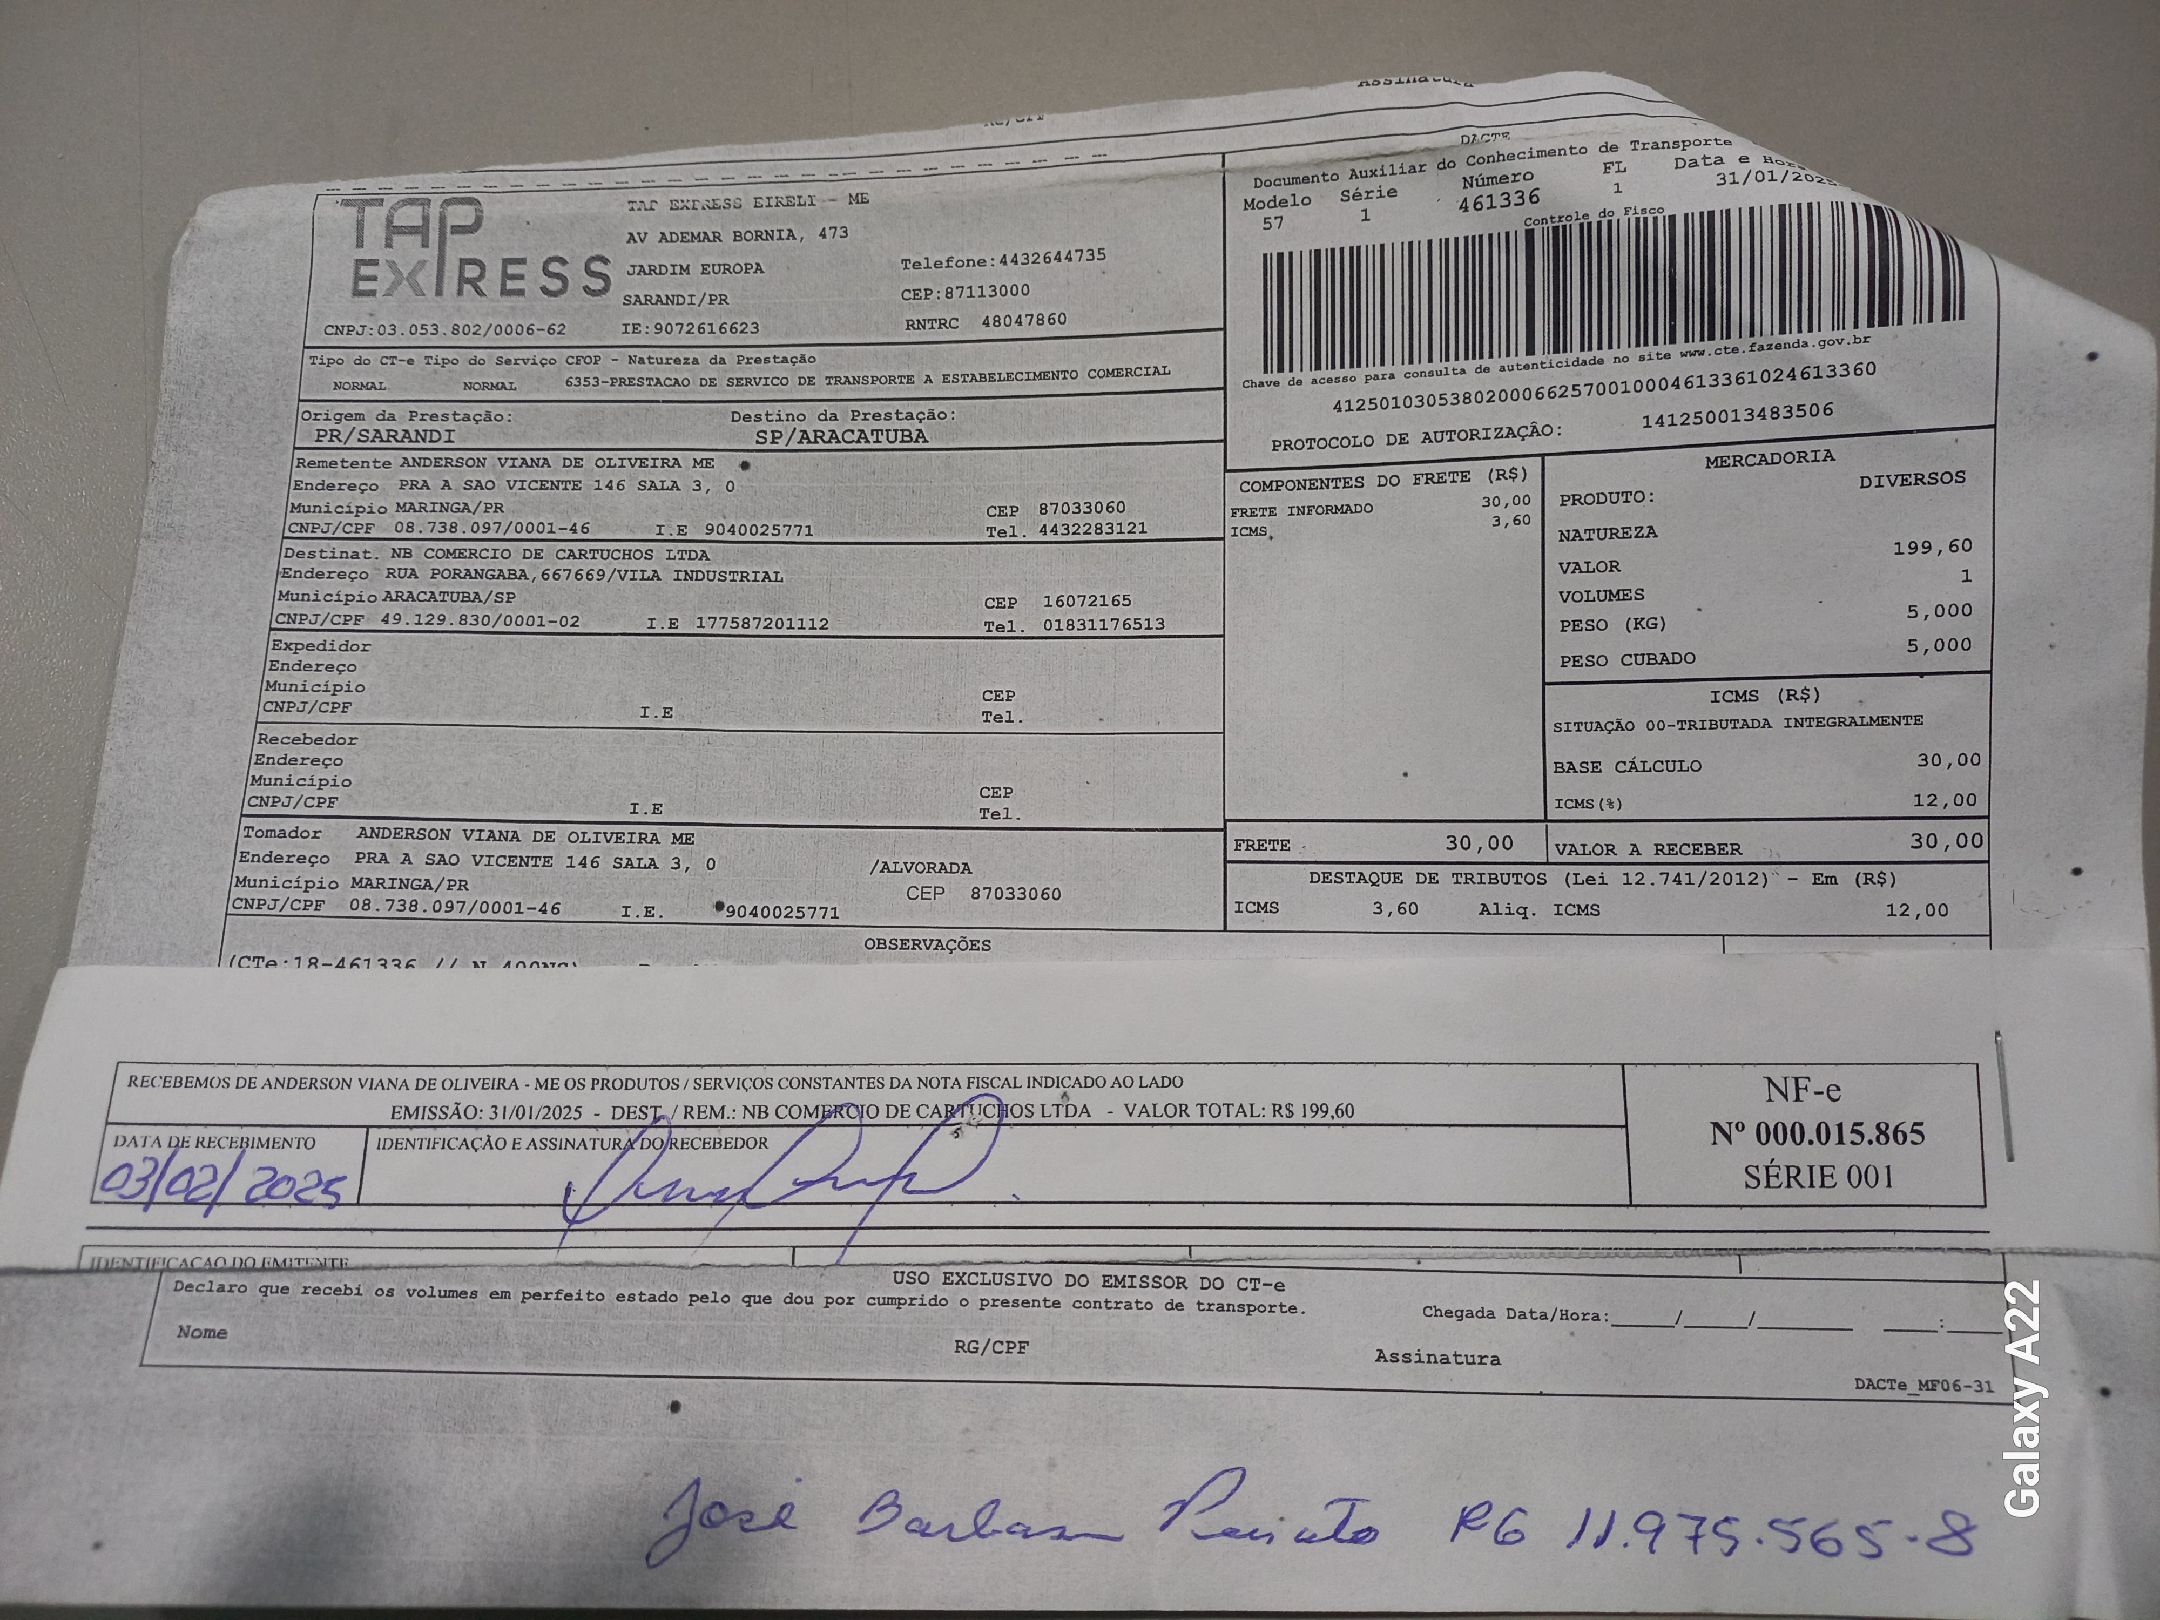 Assinatura
DACTE
Documento Auxiliar do Conhecimento de Transporte
Modelo Série Número FL Data e
57 1 461336 1 31/01/202
Controle do Fisco
TAP
EXPRESS
TAP EXPRESS EIRELI - ME
AV ADEMAR BORNIA, 473
JARDIM EUROPA Telefone:4432644735
SARANDI/PR CEP:87113000
CNPJ:03.053.802/0006-62 IE:9072616623 RNTRC 48047860
Chave de acesso para consulta de autenticidade no site www.cte.fazenda.gov.br
41250103053802000662570010004613361024613360
PROTOCOLO DE AUTORIZAÇÃO: 141250013483506
Tipo do CT-e Tipo do Serviço CFOP - Natureza da Prestação
NORMAL NORMAL 6353-PRESTACAO DE SERVICO DE TRANSPORTE A ESTABELECIMENTO COMERCIAL
Origem da Prestação: Destino da Prestação:
PR/SARANDI SP/ARACATUBA
Remetente ANDERSON VIANA DE OLIVEIRA ME
Endereço PRA A SAO VICENTE 146 SALA 3, 0
Município MARINGA/PR CEP 87033060
CNPJ/CPF 08.738.097/0001-46 I.E 9040025771 Tel. 4432283121
Destinat. NB COMERCIO DE CARTUCHOS LTDA
Endereço RUA PORANGABA,667669/VILA INDUSTRIAL
Município ARACATUBA/SP CEP 16072165
CNPJ/CPF 49.129.830/0001-02 I.E 177587201112 Tel. 01831176513
Expedidor
Endereço
Município CEP
CNPJ/CPF I.E Tel.
Recebedor
Endereço
Município CEP
CNPJ/CPF I.E Tel.
Tomador ANDERSON VIANA DE OLIVEIRA ME
Endereço PRA A SAO VICENTE 146 SALA 3, 0 /ALVORADA
Município MARINGA/PR CEP 87033060
CNPJ/CPF 08.738.097/0001-46 I.E. 9040025771
COMPONENTES DO FRETE (R$)
FRETE INFORMADO 30,00
ICMS 3,60
MERCADORIA
PRODUTO: DIVERSOS
NATUREZA
VALOR 199,60
VOLUMES 1
PESO (KG) 5,000
PESO CUBADO 5,000
ICMS (R$)
SITUAÇÃO 00-TRIBUTADA INTEGRALMENTE
BASE CÁLCULO 30,00
ICMS(%) 12,00
FRETE 30,00 VALOR A RECEBER 30,00
DESTAQUE DE TRIBUTOS (Lei 12.741/2012) - Em (R$)
ICMS 3,60 Aliq. ICMS 12,00
OBSERVAÇÕES
(CTe:18-461336 //
RECEBEMOS DE ANDERSON VIANA DE OLIVEIRA - ME OS PRODUTOS / SERVIÇOS CONSTANTES DA NOTA FISCAL INDICADO AO LADO
EMISSÃO: 31/01/2025 - DEST. / REM.: NB COMERCIO DE CARTUCHOS LTDA - VALOR TOTAL: R$ 199,60
DATA DE RECEBIMENTO IDENTIFICAÇÃO E ASSINATURA DO RECEBEDOR
03/02/2025
NF-e
Nº 000.015.865
SÉRIE 001
IDENTIFICAÇÃO DO EMITENTE
USO EXCLUSIVO DO EMISSOR DO CT-e
Declaro que recebi os volumes em perfeito estado pelo que dou por cumprido o presente contrato de transporte.
Chegada Data/Hora:_____/_____/________ ____:____
Nome RG/CPF Assinatura
DACTe_MF06-31
José RG 11.975.565-8
Galaxy A22